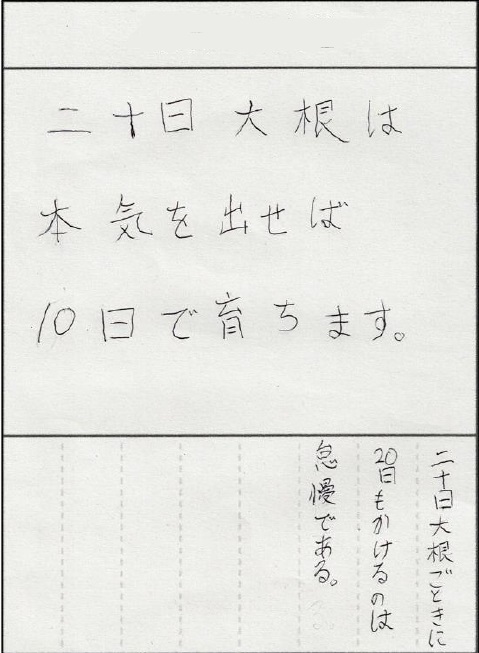 二十日大根は
本気を出せば
10日で育ちます。
二十日大根ごときに
20日もかけるのは
怠慢である。